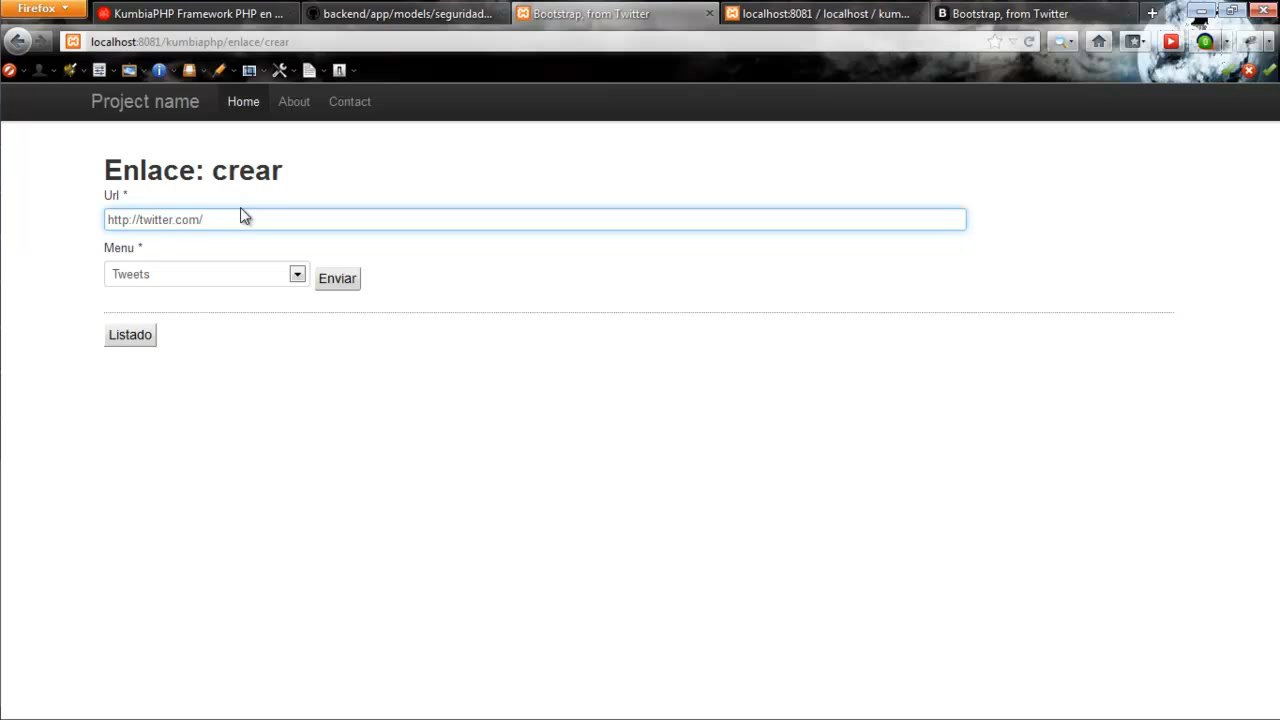 Firefox
KumbiaPHP Framework PHP en ...
backend/app/models/seguridad...
Bootstrap, from Twitter
localhost:8081 / localhost / kum...
Bootstrap, from Twitter
localhost:8081/kumbiaphp/enlace/crear
Project name Home About Contact
Enlace: crear
Url *
http://twitter.com/
Menu *
Tweets Enviar
Listado